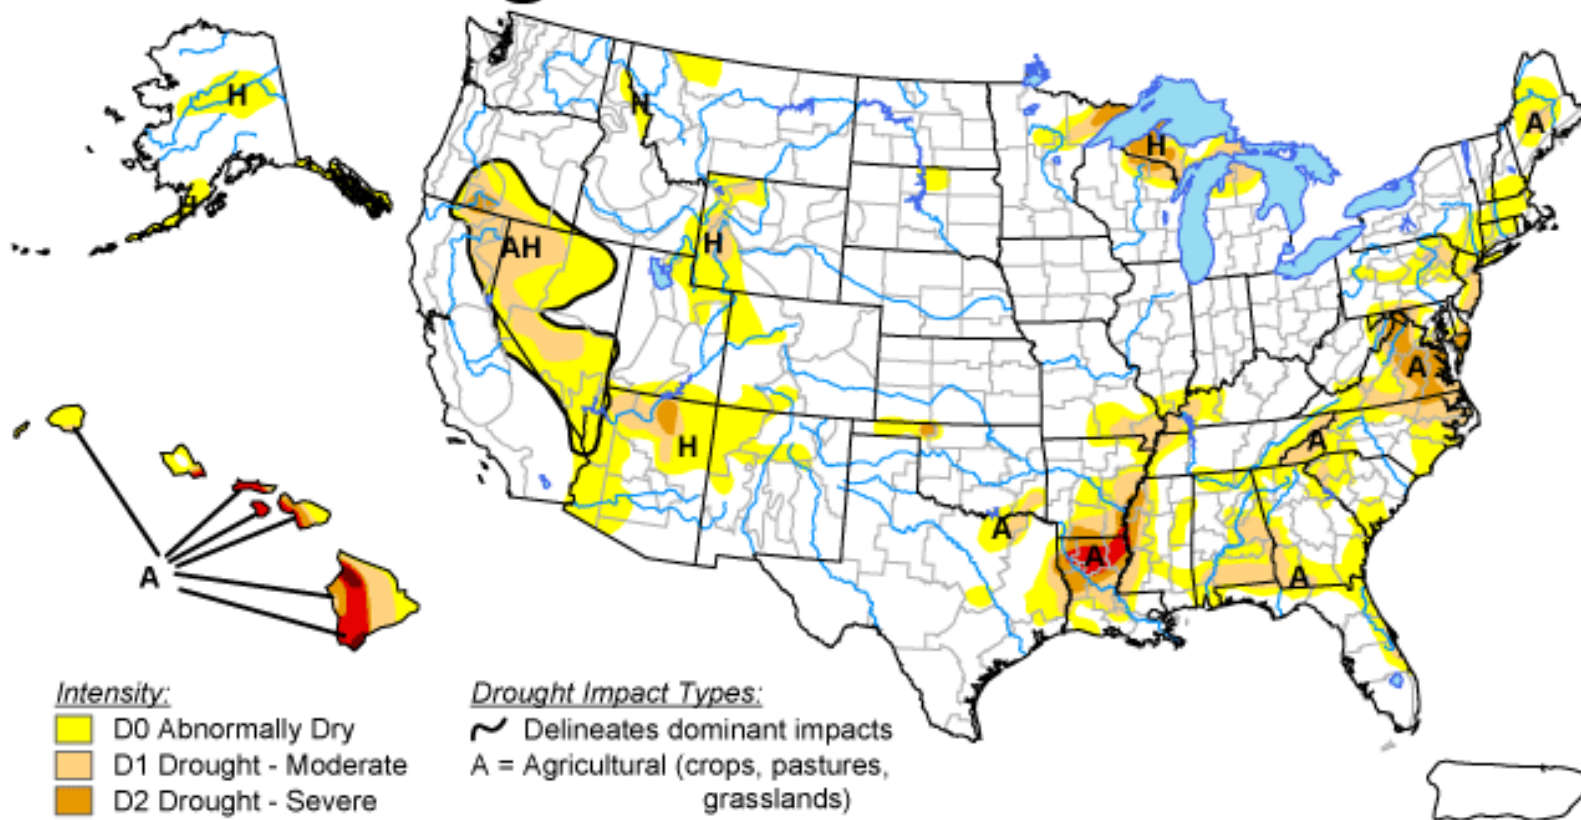 H
H
H
AH
H
H
H
A
A
A
A
A
A
A
Intensity:
D0 Abnormally Dry
D1 Drought - Moderate
D2 Drought - Severe
Drought Impact Types:
Delineates dominant impacts
A = Agricultural (crops, pastures,
grasslands)